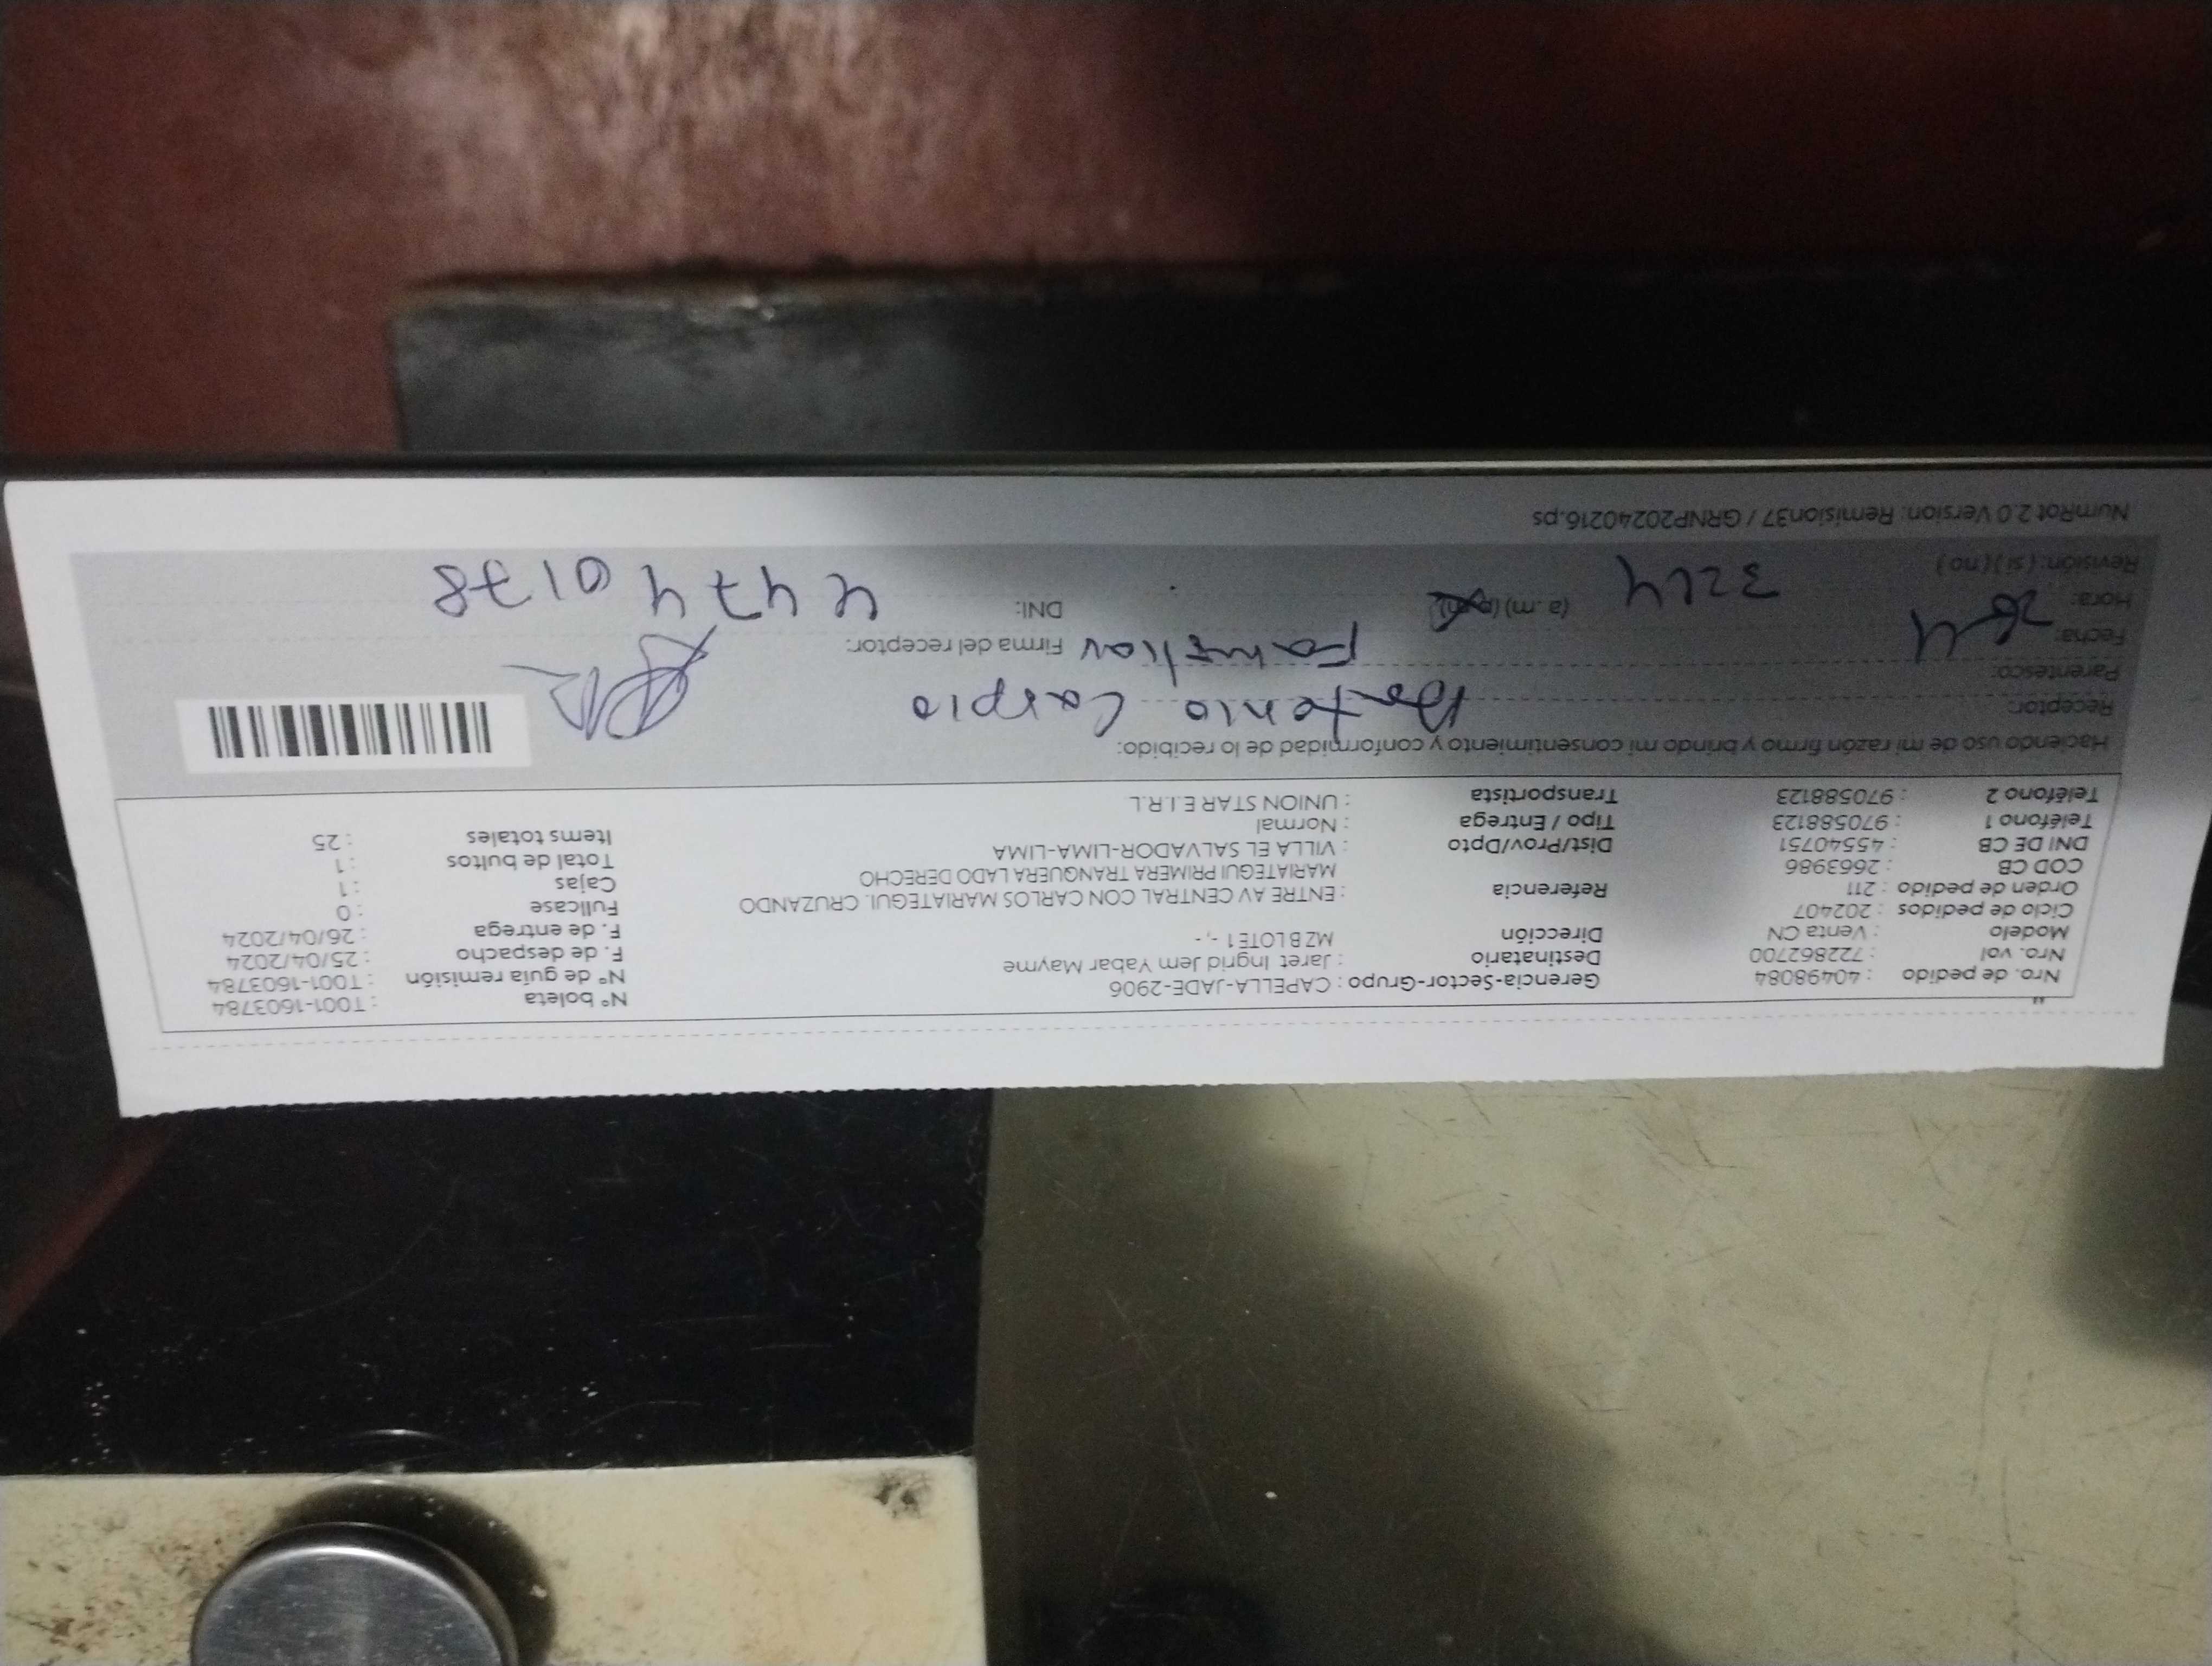 Nro. de pedido : 40498084 Gerencia-Sector-Grupo : CAPELLA-JADE-2906 N° boleta : T001-1603784
Nro. vol : 722862700 Destinatario : Jaret Ingrid Jem Yabar Mayme N° de guía remisión : T001-1603784
Modelo : Venta CN Dirección MZ B LOTE 1 -, - F. de despacho : 25/04/2024
Ciclo de pedidos : 202407 F. de entrega : 26/04/2024
Orden de pedido : 211 Referencia : ENTRE AV CENTRAL CON CARLOS MARIATEGUI. CRUZANDO Fullcase : 0
COD CB : 2663986 MARIATEGUI PRIMERA TRANQUERA LADO DERECHO Cajas : 1
DNI DE CB : 45540751 Dist/Prov/Dpto : VILLA EL SALVADOR-LIMA-LIMA Total de bultos : 1
Teléfono 1 : 970588123 Tipo / Entrega : Normal Items totales : 25
Teléfono 2 : 970588123 Transportista : UNION STAR E.I.R.L
Haciendo uso de mi razón firmo y brindo mi consentimiento y conformidad de lo recibido:
Receptor: Carpio
Parentesco: Familiar Firma del receptor:
Fecha:
Hora: (a. m) DNI: 44740178
Revisión: ( si ) ( no )
NumRot 2.0 Version: Remision37 / GRNP20240216.ps